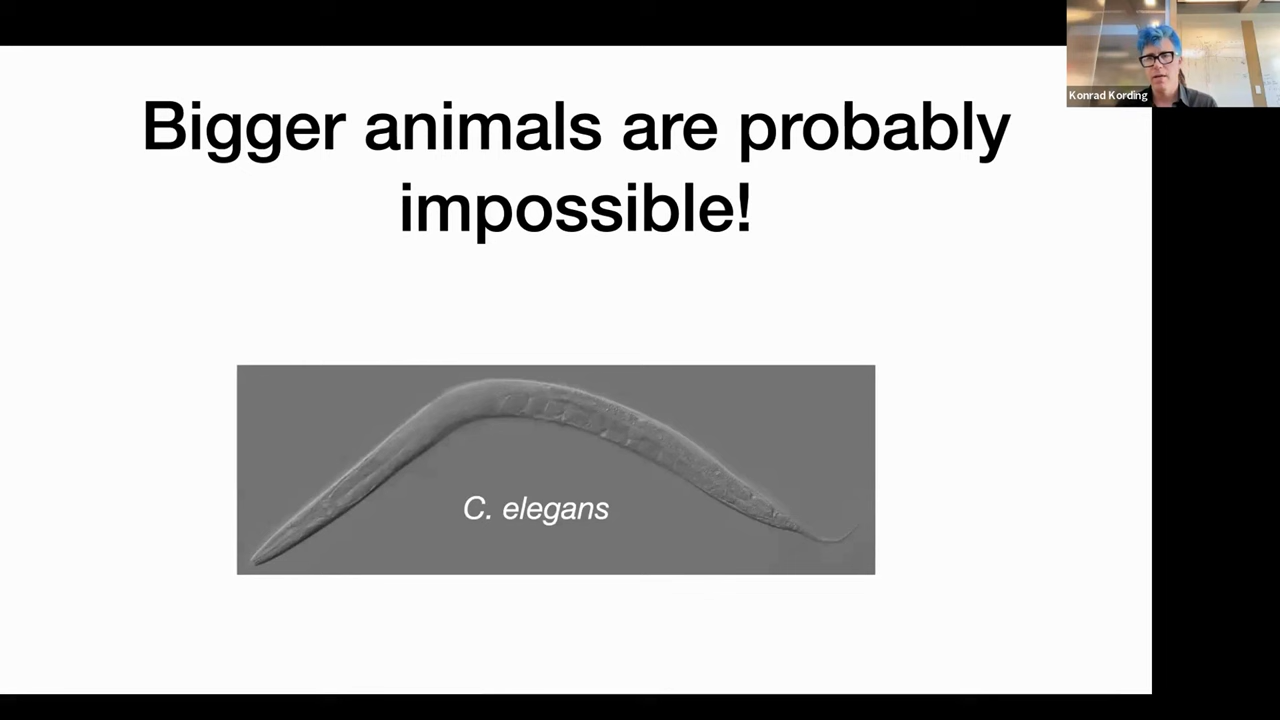 Bigger animals are probably
impossible!
C. elegans
Konrad Kording